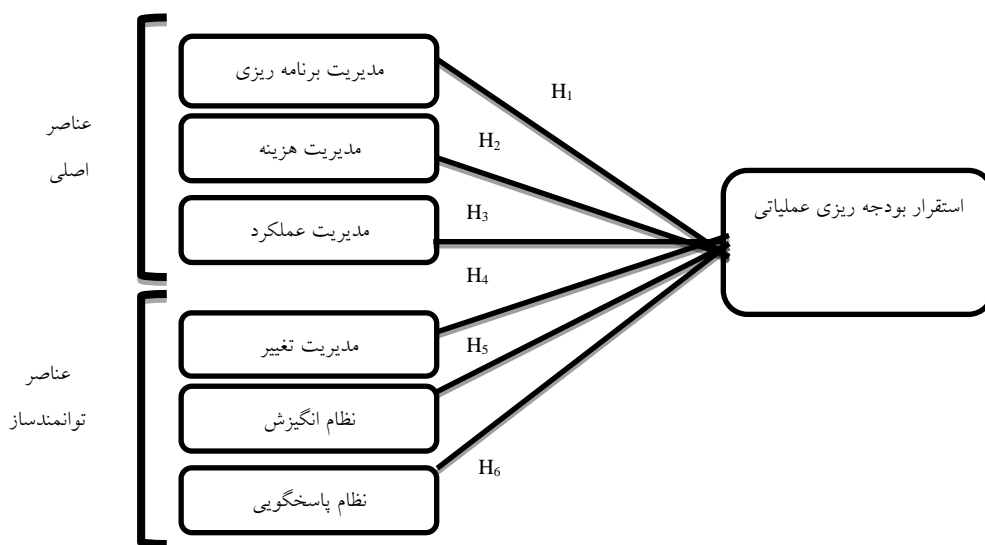 عناصر
اصلی
مدیریت برنامه ریزی
مدیریت هزینه
مدیریت عملکرد
H1
H2
H3
H4
H5
H6
استقرار بودجه ریزی عملیاتی
عناصر
توانمندساز
مدیریت تغییر
نظام انگیزش
نظام پاسخگویی